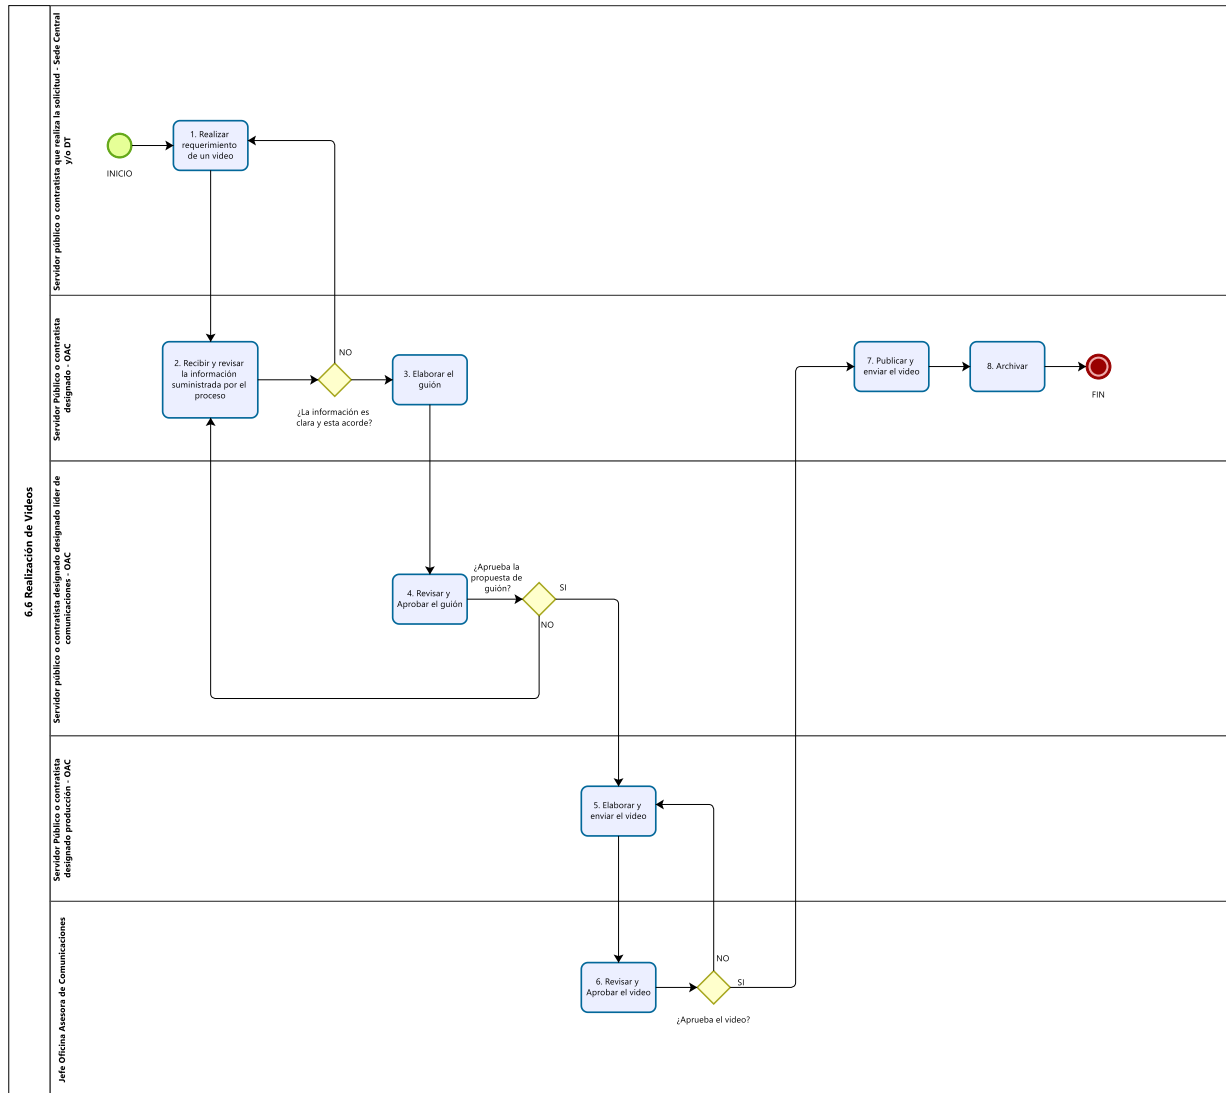 6.6 Realización de Videos
Servidor público o contratista que realiza la solicitud - Sede Central
y/o DT
INICIO
1. Realizar
requerimiento
de un video
Servidor Público o contratista
designado - OAC
2. Recibir y revisar
la información
suministrada por el
proceso
NO
¿La información es
clara y esta acorde?
3. Elaborar el
guión
7. Publicar y
enviar el video
8. Archivar
FIN
Servidor público o contratista designado designado líder de
comunicaciones - OAC
4. Revisar y
Aprobar el guión
¿Aprueba la
propuesta de
guión?
SI
NO
Servidor Público o contratista
designado producción - OAC
5. Elaborar y
enviar el video
Jefe Oficina Asesora de Comunicaciones
6. Revisar y
Aprobar el video
NO
SI
¿Aprueba el video?